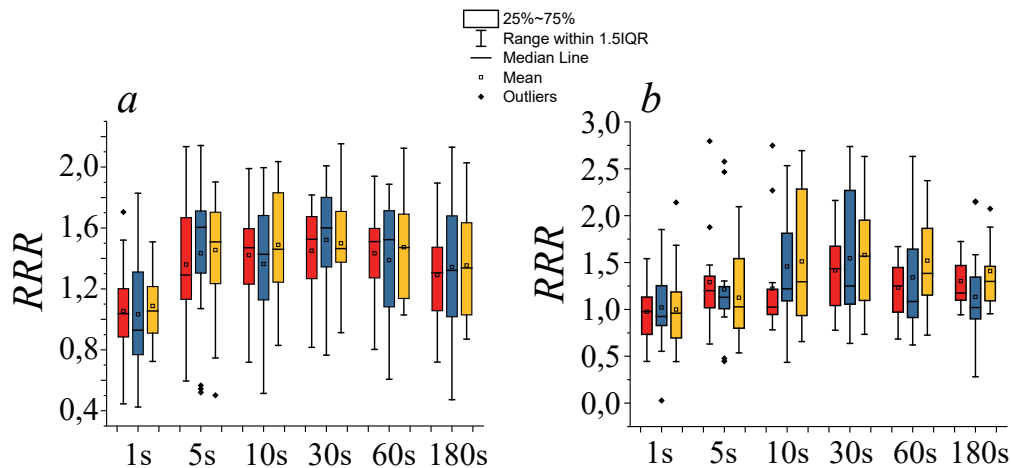 25%~75%
Range within 1.5IQR
Median Line
Mean
Outliers
a
RRR
2,0
1,6
1,2
0,8
0,4
1s 5s 10s 30s 60s 180s
b
RRR
3,0
2,5
2,0
1,5
1,0
0,5
0,0
1s 5s 10s 30s 60s 180s